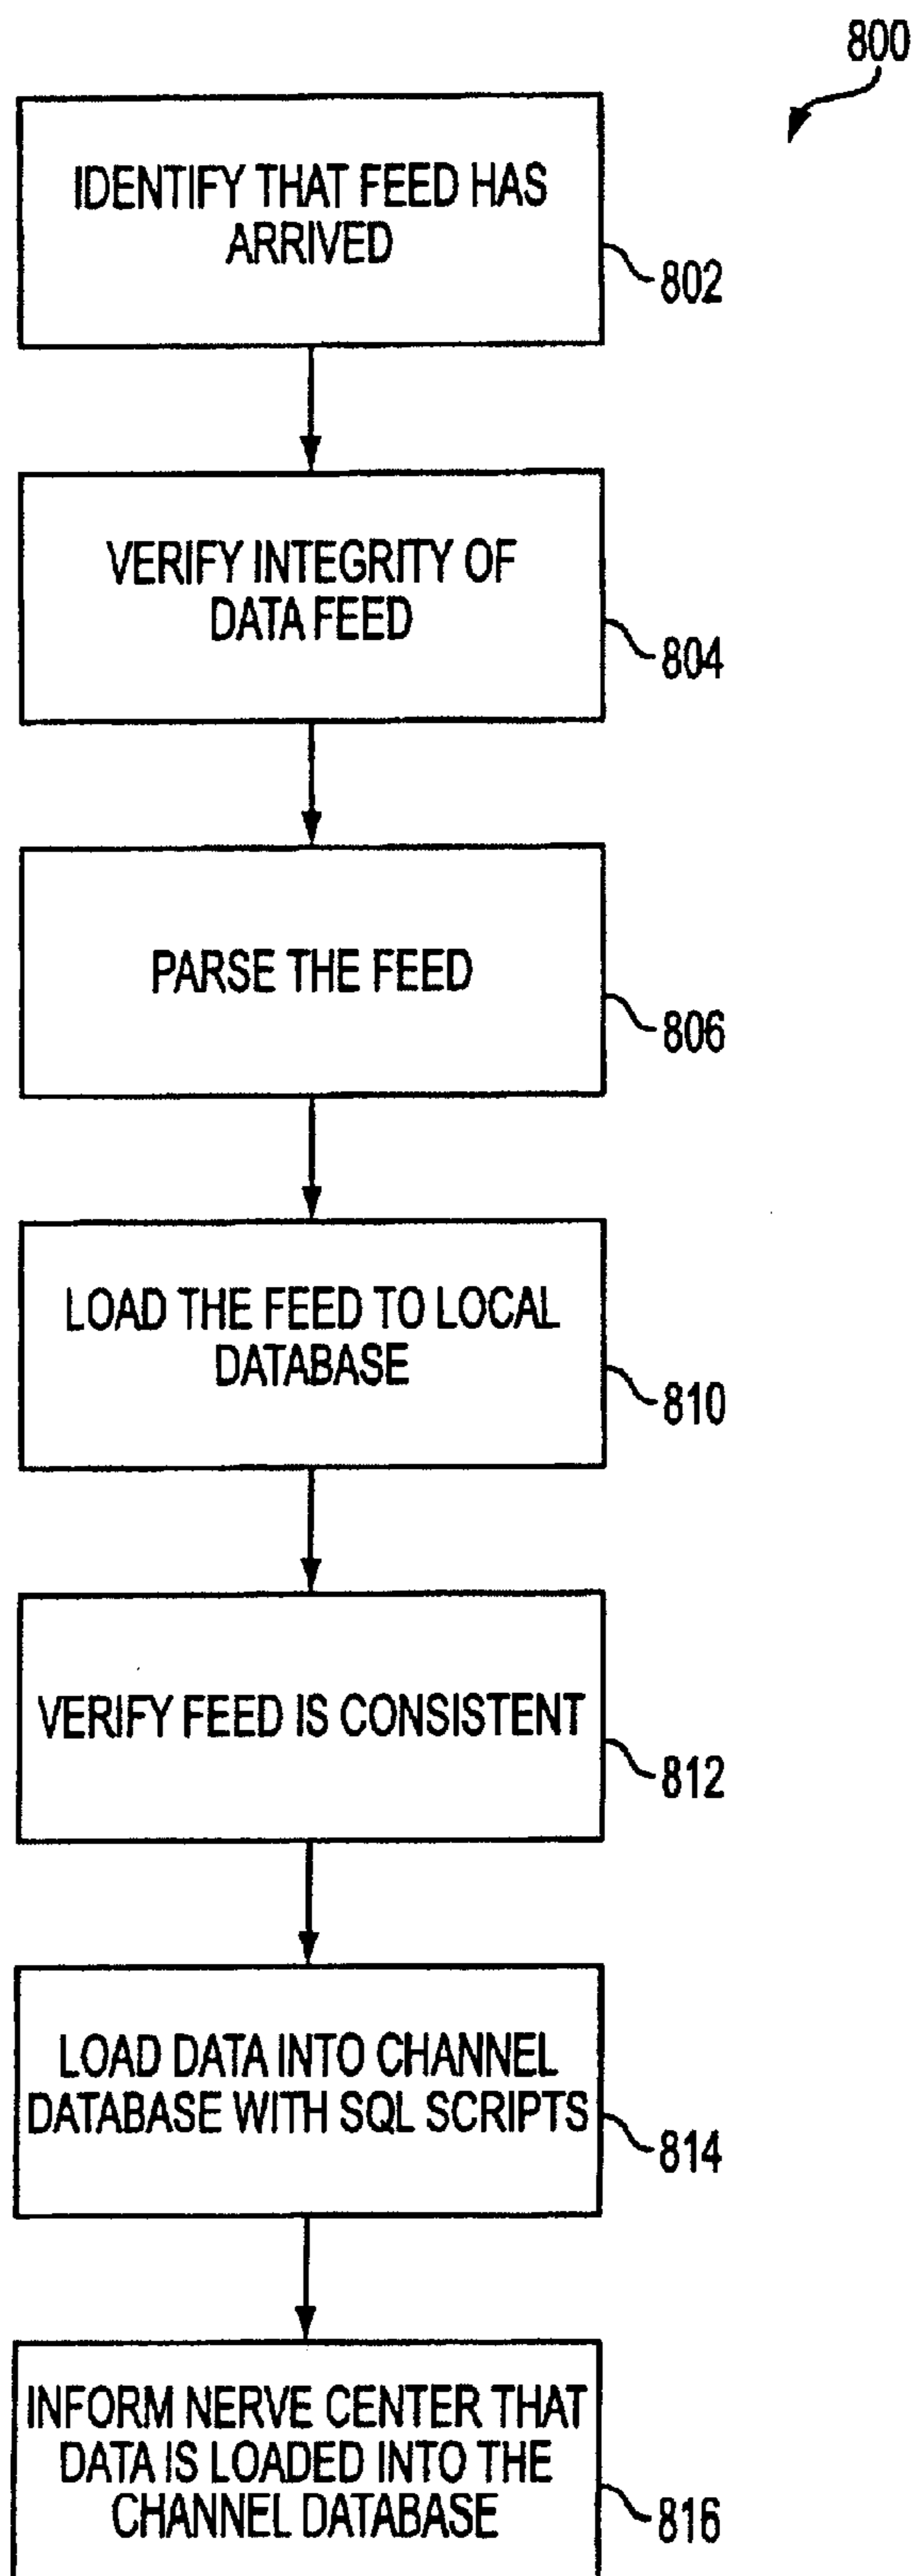 800
IDENTIFY THAT FEED HAS
ARRIVED
802
VERIFY INTEGRITY OF
DATA FEED
804
PARSE THE FEED
806
LOAD THE FEED TO LOCAL
DATABASE
810
VERIFY FEED IS CONSISTENT
812
LOAD DATA INTO CHANNEL
DATABASE WITH SQL SCRIPTS
814
INFORM NERVE CENTER THAT
DATA IS LOADED INTO THE
CHANNEL DATABASE
816